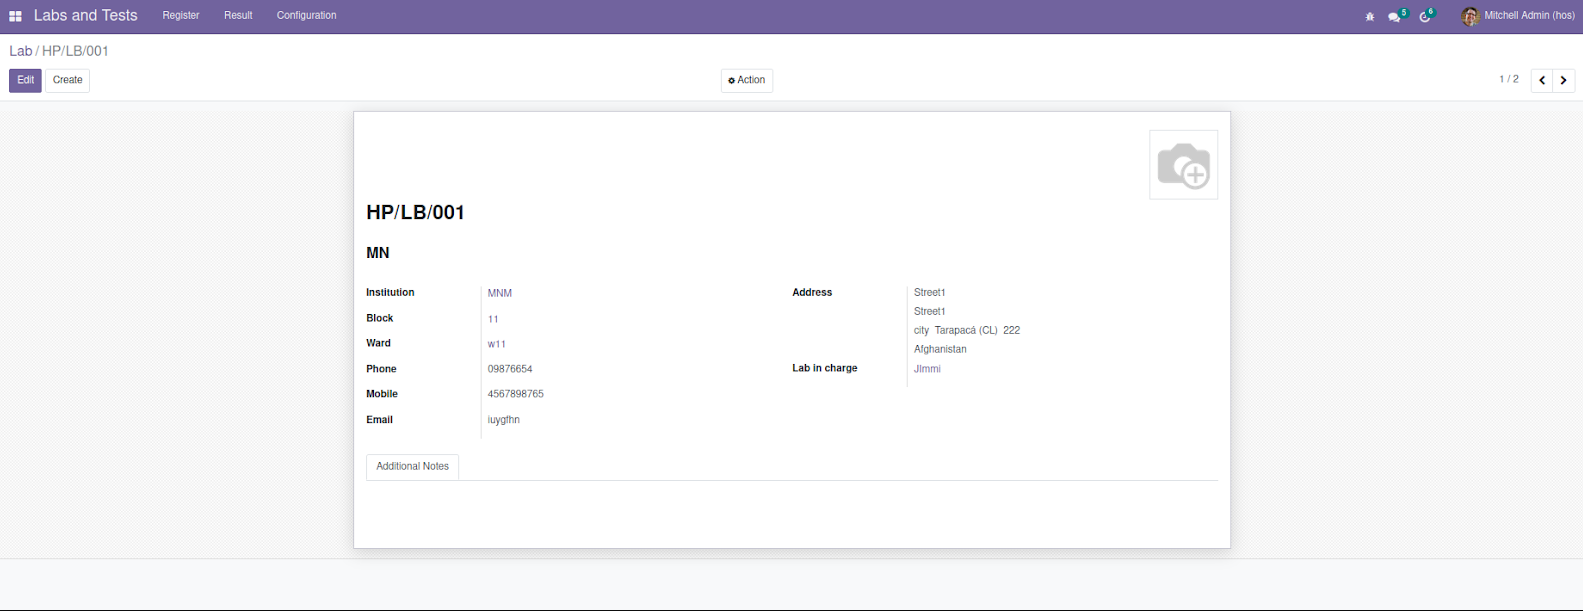 Labs and Tests Register Result Configuration 5 6 Mitchell Admin (hos)
Lab / HP/LB/001
Edit Create Action 1 / 2
HP/LB/001
MN
Institution MNM
Block 11
Ward w11
Phone 09876654
Mobile 4567898765
Email iuygfhn
Address Street1
Street1
city Tarapacá (CL) 222
Afghanistan
Lab in charge JImmi
Additional Notes